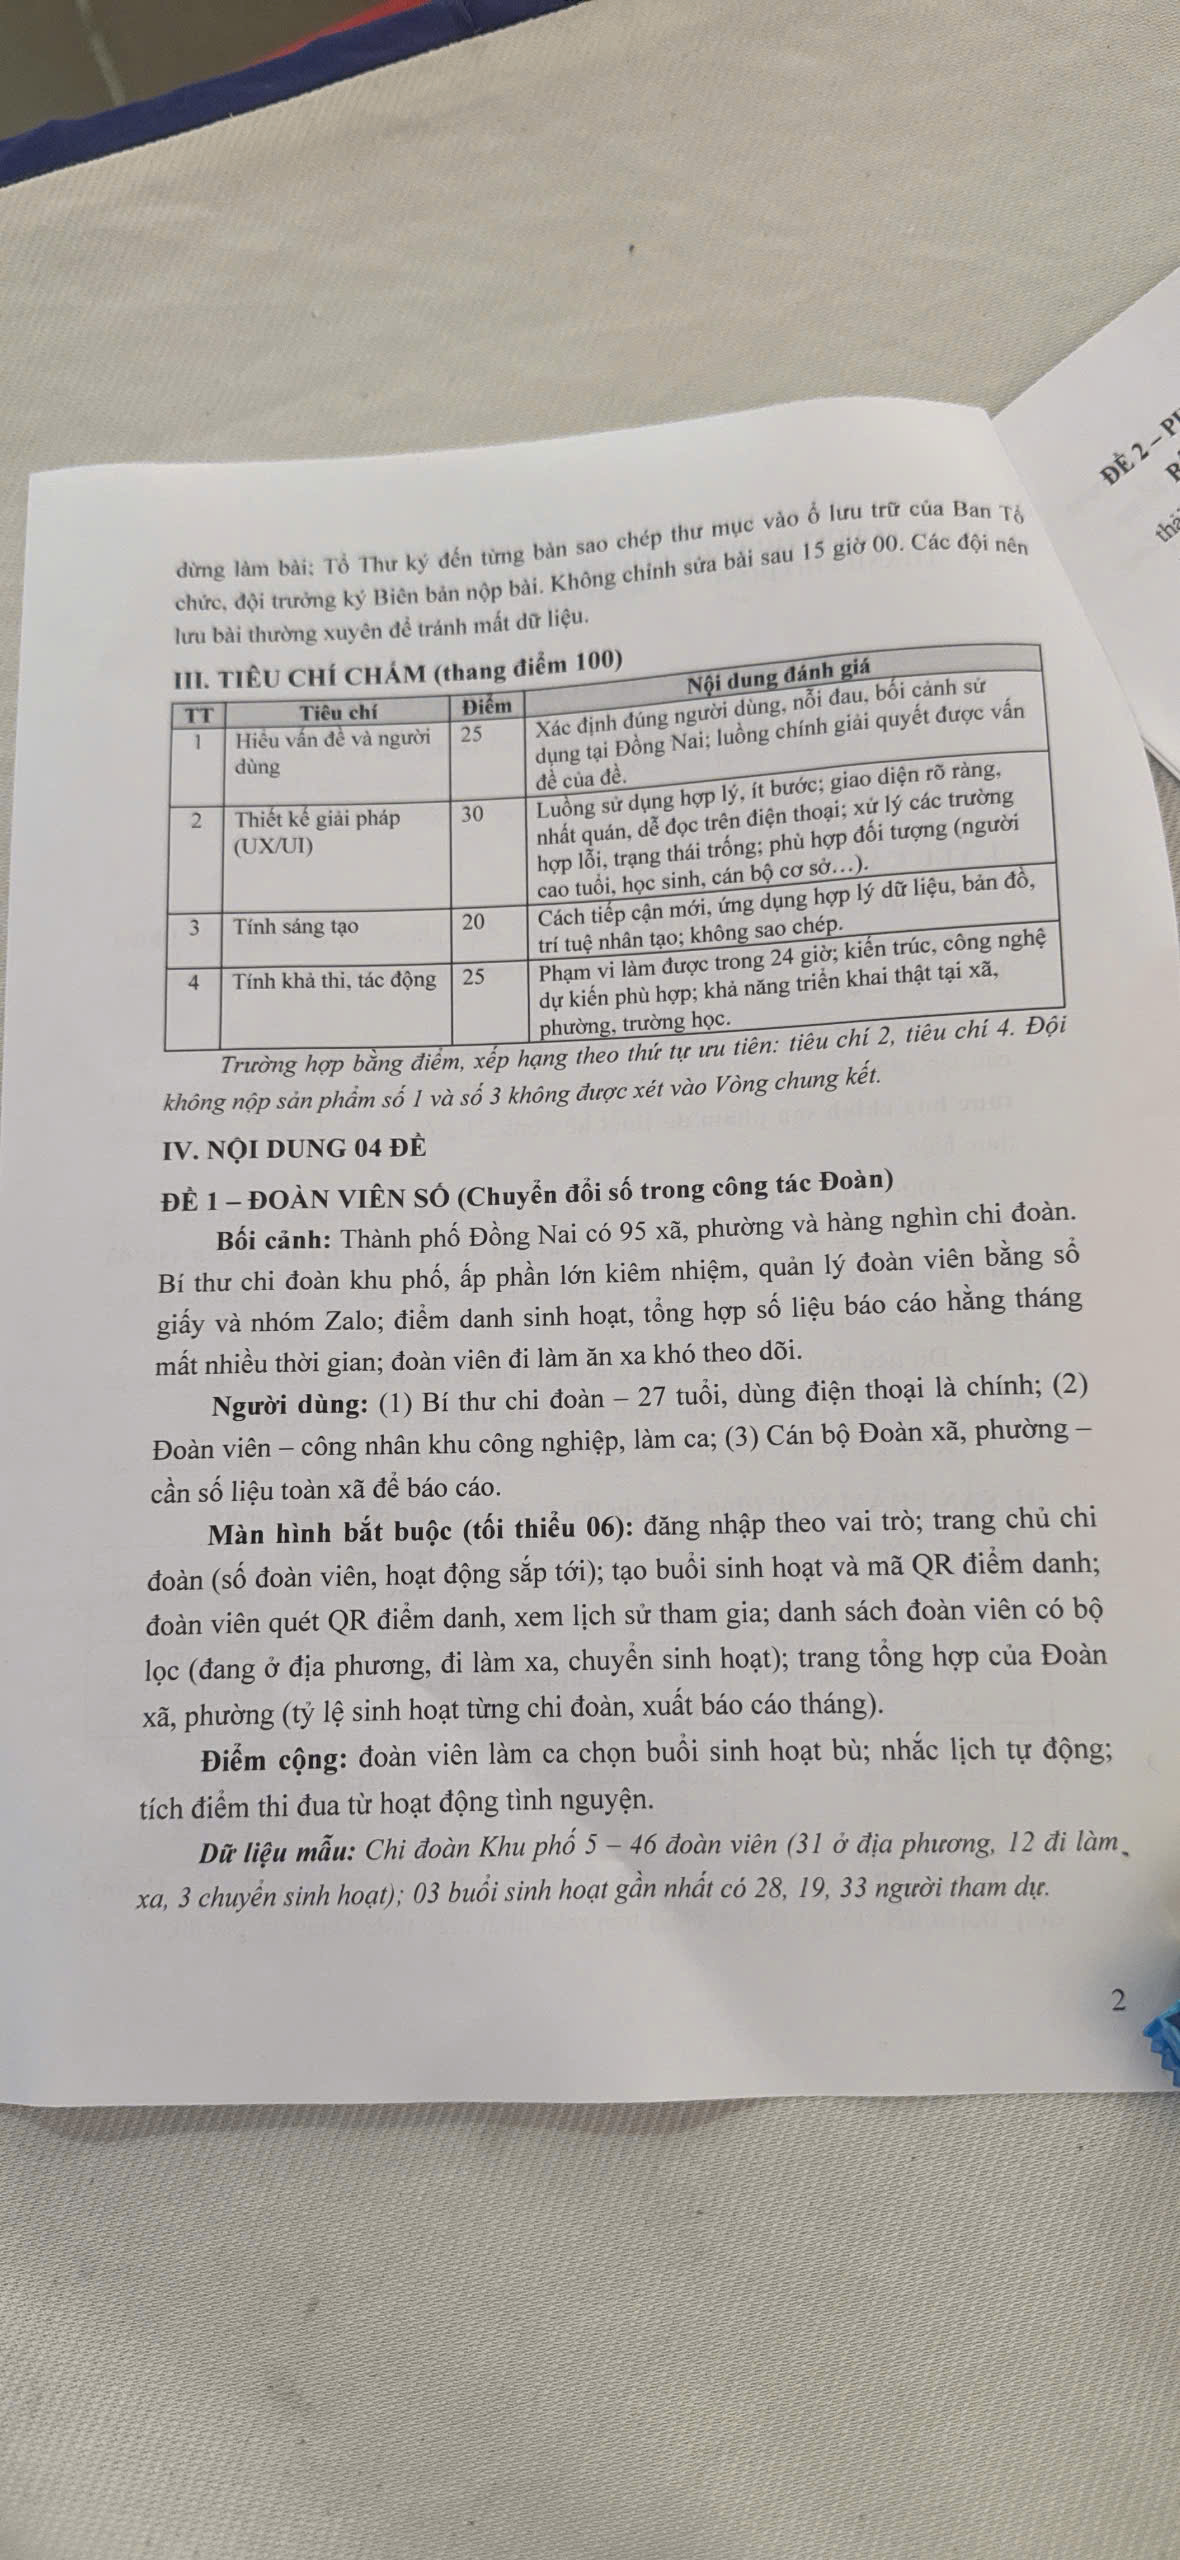 ĐỀ 2 – P
dừng làm bài; Tổ Thư ký đến từng bàn sao chép thư mục vào ổ lưu trữ của Ban Tổ
chức, đội trưởng ký Biên bản nộp bài. Không chỉnh sửa bài sau 15 giờ 00. Các đội nên
lưu bài thường xuyên để tránh mất dữ liệu.
III. TIÊU CHÍ CHẤM (thang điểm 100)
TT Tiêu chí Điểm Nội dung đánh giá
1 Hiểu vấn đề và người 25 Xác định đúng người dùng, nỗi đau, bối cảnh sử
dùng dụng tại Đồng Nai; luồng chính giải quyết được vấn
đề của đề.
2 Thiết kế giải pháp 30 Luồng sử dụng hợp lý, ít bước; giao diện rõ ràng,
(UX/UI) nhất quán, dễ đọc trên điện thoại; xử lý các trường
hợp lỗi, trạng thái trống; phù hợp đối tượng (người
cao tuổi, học sinh, cán bộ cơ sở…).
3 Tính sáng tạo 20 Cách tiếp cận mới, ứng dụng hợp lý dữ liệu, bản đồ,
trí tuệ nhân tạo; không sao chép.
4 Tính khả thi, tác động 25 Phạm vi làm được trong 24 giờ; kiến trúc, công nghệ
dự kiến phù hợp; khả năng triển khai thật tại xã,
phường, trường học.
Trường hợp bằng điểm, xếp hạng theo thứ tự ưu tiên: tiêu chí 2, tiêu chí 4. Đội
không nộp sản phẩm số 1 và số 3 không được xét vào Vòng chung kết.
IV. NỘI DUNG 04 ĐỀ
ĐỀ 1 – ĐOÀN VIÊN SỐ (Chuyển đổi số trong công tác Đoàn)
Bối cảnh: Thành phố Đồng Nai có 95 xã, phường và hàng nghìn chi đoàn.
Bí thư chi đoàn khu phố, ấp phần lớn kiêm nhiệm, quản lý đoàn viên bằng sổ
giấy và nhóm Zalo; điểm danh sinh hoạt, tổng hợp số liệu báo cáo hằng tháng
mất nhiều thời gian; đoàn viên đi làm ăn xa khó theo dõi.
Người dùng: (1) Bí thư chi đoàn – 27 tuổi, dùng điện thoại là chính; (2)
Đoàn viên – công nhân khu công nghiệp, làm ca; (3) Cán bộ Đoàn xã, phường –
cần số liệu toàn xã để báo cáo.
Màn hình bắt buộc (tối thiểu 06): đăng nhập theo vai trò; trang chủ chi
đoàn (số đoàn viên, hoạt động sắp tới); tạo buổi sinh hoạt và mã QR điểm danh;
đoàn viên quét QR điểm danh, xem lịch sử tham gia; danh sách đoàn viên có bộ
lọc (đang ở địa phương, đi làm xa, chuyển sinh hoạt); trang tổng hợp của Đoàn
xã, phường (tỷ lệ sinh hoạt từng chi đoàn, xuất báo cáo tháng).
Điểm cộng: đoàn viên làm ca chọn buổi sinh hoạt bù; nhắc lịch tự động;
tích điểm thi đua từ hoạt động tình nguyện.
Dữ liệu mẫu: Chi đoàn Khu phố 5 – 46 đoàn viên (31 ở địa phương, 12 đi làm
xa, 3 chuyển sinh hoạt); 03 buổi sinh hoạt gần nhất có 28, 19, 33 người tham dự.
2